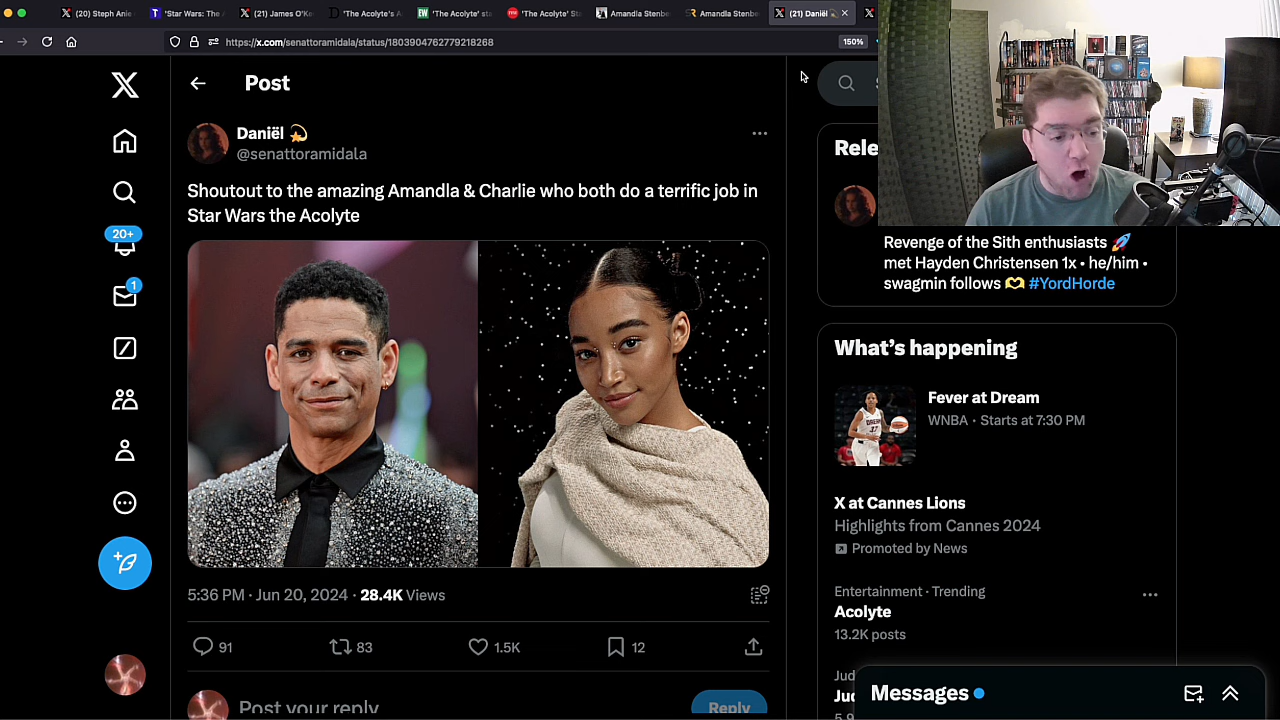 (20) Steph Anie
'Star Wars: The A
(21) James O'Ke
'The Acolyte's A
'The Acolyte' sta
'The Acolyte' Sta
Amandla Stenbe
Amandla Stenbe
(21) Daniël
https://x.com/senattoramidala/status/1803904762779218268
150%
Post
Daniël
@senattoramidala
Shoutout to the amazing Amandla & Charlie who both do a terrific job in
Star Wars the Acolyte
5:36 PM · Jun 20, 2024 · 28.4K Views
91
83
1.5K
12
Post your reply
Reply
20+
1
Rele
Revenge of the Sith enthusiasts 🚀
met Hayden Christensen 1x • he/him •
swagmin follows 🫶 #YordHorde
What's happening
Fever at Dream
WNBA · Starts at 7:30 PM
X at Cannes Lions
Highlights from Cannes 2024
Promoted by News
Entertainment · Trending
Acolyte
13.2K posts
Messages